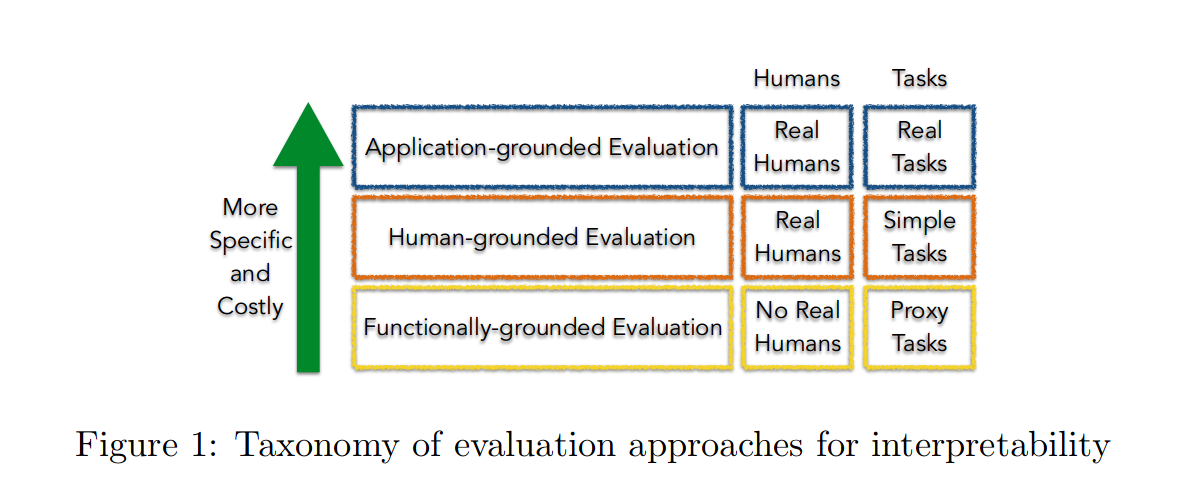 Humans Tasks
Application-grounded Evaluation
Real
Humans
Real
Tasks
More
Specific
and
Costly
Human-grounded Evaluation
Real
Humans
Simple
Tasks
Functionally-grounded Evaluation
No Real
Humans
Proxy
Tasks
Figure 1: Taxonomy of evaluation approaches for interpretability